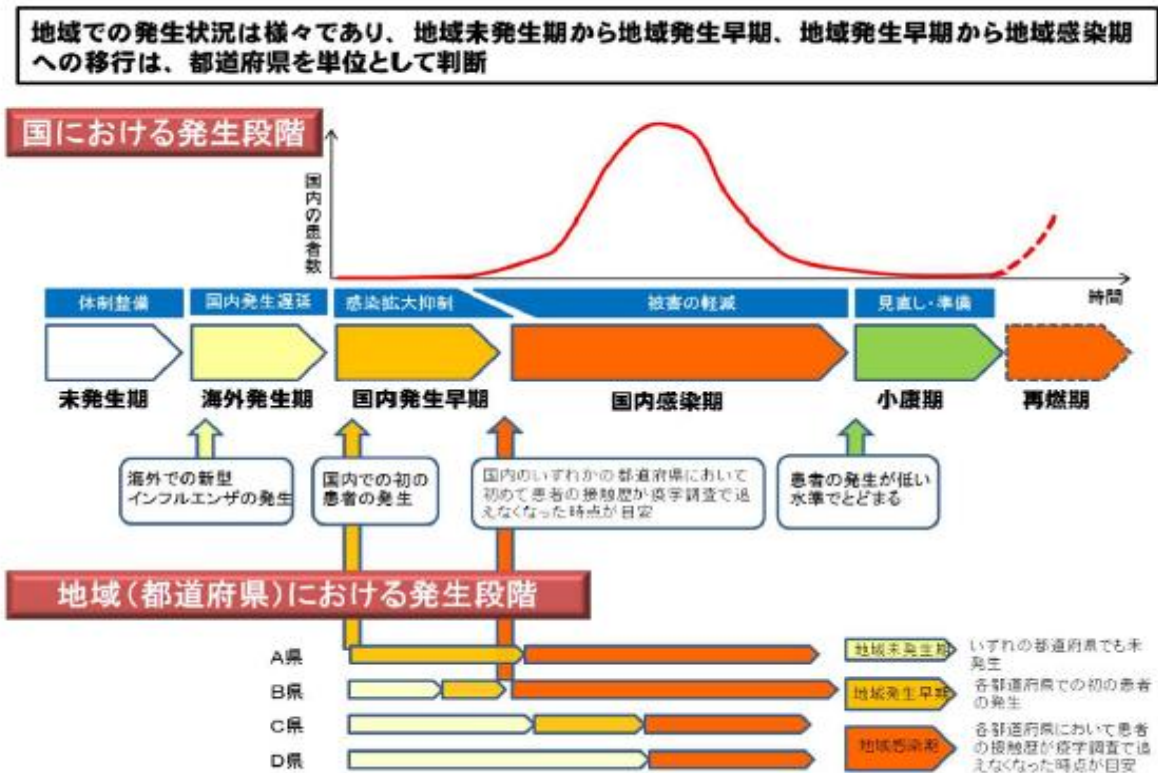 地域での発生状況は様々であり、地域未発生期から地域発生早期、地域発生早期から地域感染期
への移行は、都道府県を単位として判断
国における発生段階
国内の患者数
時間
体制整備
国内発生遅延
感染拡大抑制
被害の軽減
見直し・準備
未発生期
海外発生期
国内発生早期
国内感染期
小康期
再燃期
海外での新型
インフルエンザの発生
国内での初の
患者の発生
国内のいずれかの都道府県において
初めて患者の接触歴が疫学調査で追
えなくなった時点が目安
患者の発生が低い
水準でとどまる
地域(都道府県)における発生段階
A県
B県
C県
D県
地域未発生期
いずれの都道府県でも未
発生
地域発生早期
各都道府県での初の患者
の発生
地域感染期
各都道府県において患者
の接触歴が疫学調査で追
えなくなった時点が目安